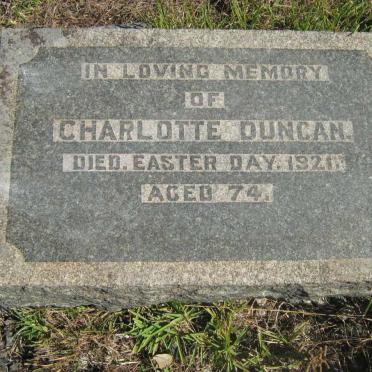 IN LOVING MEMORY
OF
CHARLOTTE DUNCAN.
DIED. EASTER DAY. 1921.
AGED 74.